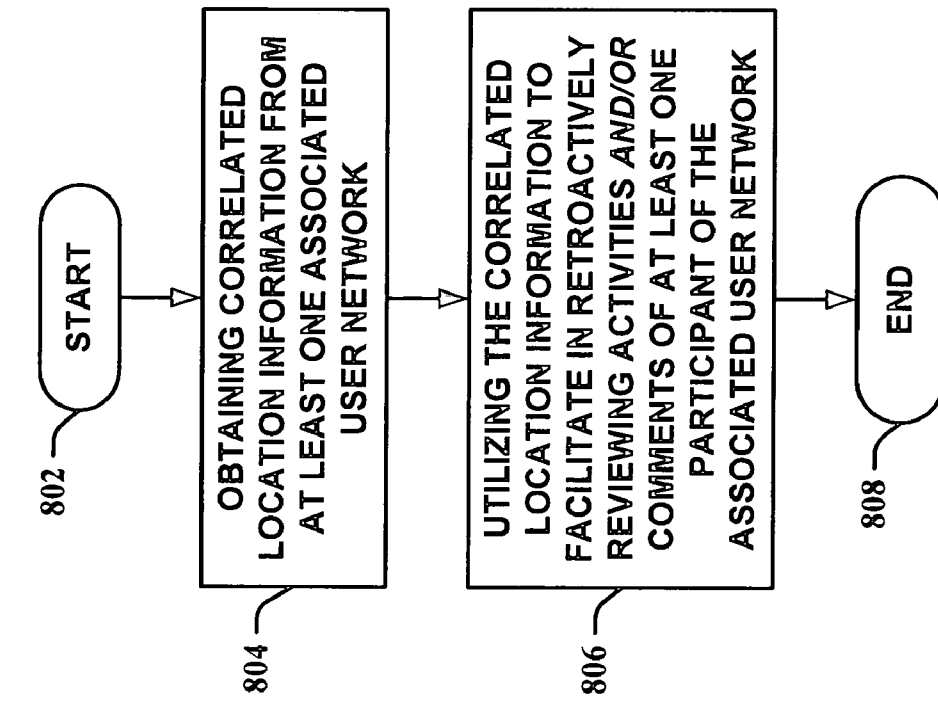 START
802
OBTAINING CORRELATED
LOCATION INFORMATION FROM
AT LEAST ONE ASSOCIATED
USER NETWORK
804
UTILIZING THE CORRELATED
LOCATION INFORMATION TO
FACILITATE IN RETROACTIVELY
REVIEWING ACTIVITIES AND/OR
COMMENTS OF AT LEAST ONE
PARTICIPANT OF THE
ASSOCIATED USER NETWORK
806
END
808